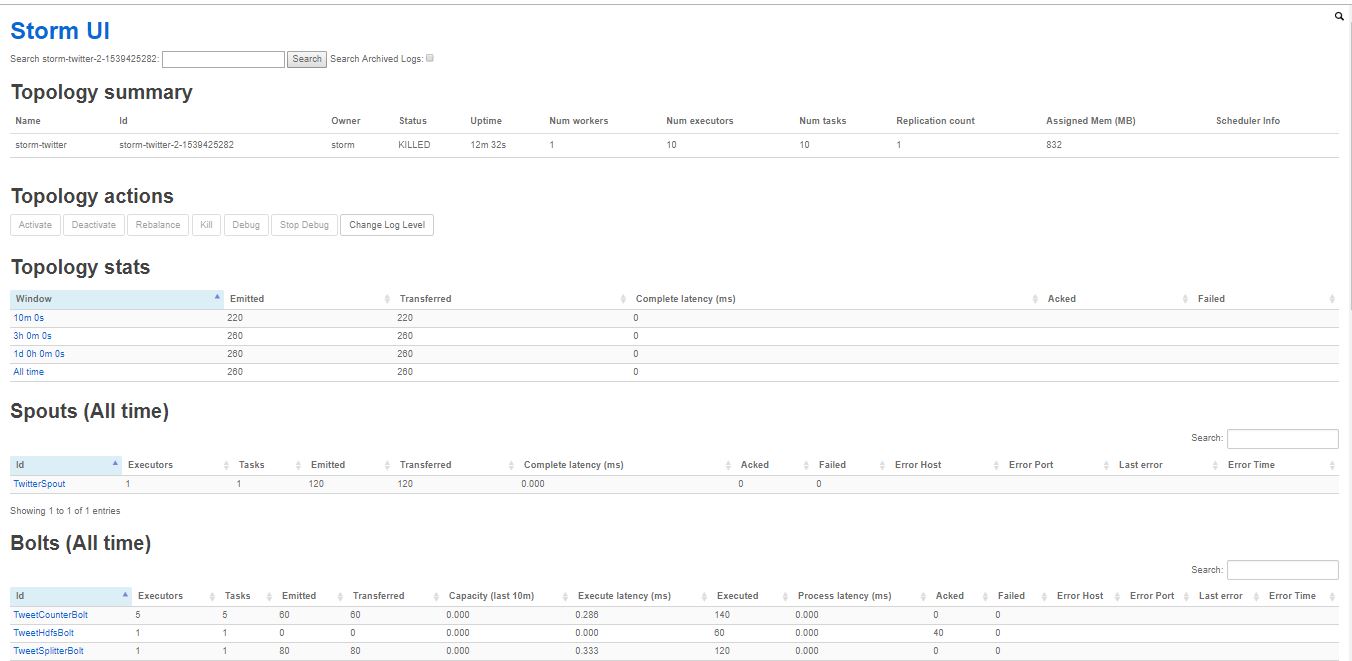 Storm UI
Search storm-twitter-2-1539425282: Search Search Archived Logs:
Topology summary
Name Id Owner Status Uptime Num workers Num executors Num tasks Replication count Assigned Mem (MB) Scheduler Info
storm-twitter storm-twitter-2-1539425282 storm KILLED 12m 32s 1 10 10 1 832
Topology actions
Activate Deactivate Rebalance Kill Debug Stop Debug Change Log Level
Topology stats
Window Emitted Transferred Complete latency (ms) Acked Failed
10m 0s 220 220 0
3h 0m 0s 260 260 0
1d 0h 0m 0s 260 260 0
All time 260 260 0
Spouts (All time)
Search:
Id Executors Tasks Emitted Transferred Complete latency (ms) Acked Failed Error Host Error Port Last error Error Time
TwitterSpout 1 1 120 120 0.000 0 0
Showing 1 to 1 of 1 entries
Bolts (All time)
Search:
Id Executors Tasks Emitted Transferred Capacity (last 10m) Execute latency (ms) Executed Process latency (ms) Acked Failed Error Host Error Port Last error Error Time
TweetCounterBolt 5 5 60 60 0.000 0.286 140 0.000 0 0
TweetHdfsBolt 1 1 0 0 0.000 0.000 60 0.000 40 0
TweetSplitterBolt 1 1 80 80 0.000 0.333 120 0.000 0 0